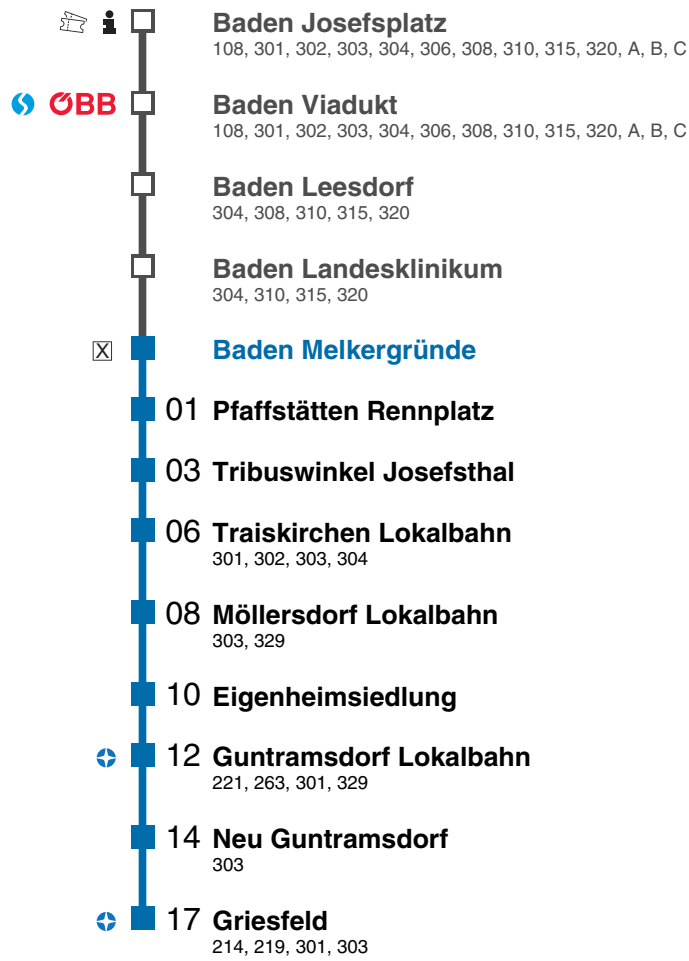 i Baden Josefsplatz
108, 301, 302, 303, 304, 306, 308, 310, 315, 320, A, B, C
S ÖBB Baden Viadukt
108, 301, 302, 303, 304, 306, 308, 310, 315, 320, A, B, C
Baden Leesdorf
304, 308, 310, 315, 320
Baden Landesklinikum
304, 310, 315, 320
X Baden Melkergründe
01 Pfaffstätten Rennplatz
03 Tribuswinkel Josefsthal
06 Traiskirchen Lokalbahn
301, 302, 303, 304
08 Möllersdorf Lokalbahn
303, 329
10 Eigenheimsiedlung
12 Guntramsdorf Lokalbahn
221, 263, 301, 329
14 Neu Guntramsdorf
303
17 Griesfeld
214, 219, 301, 303